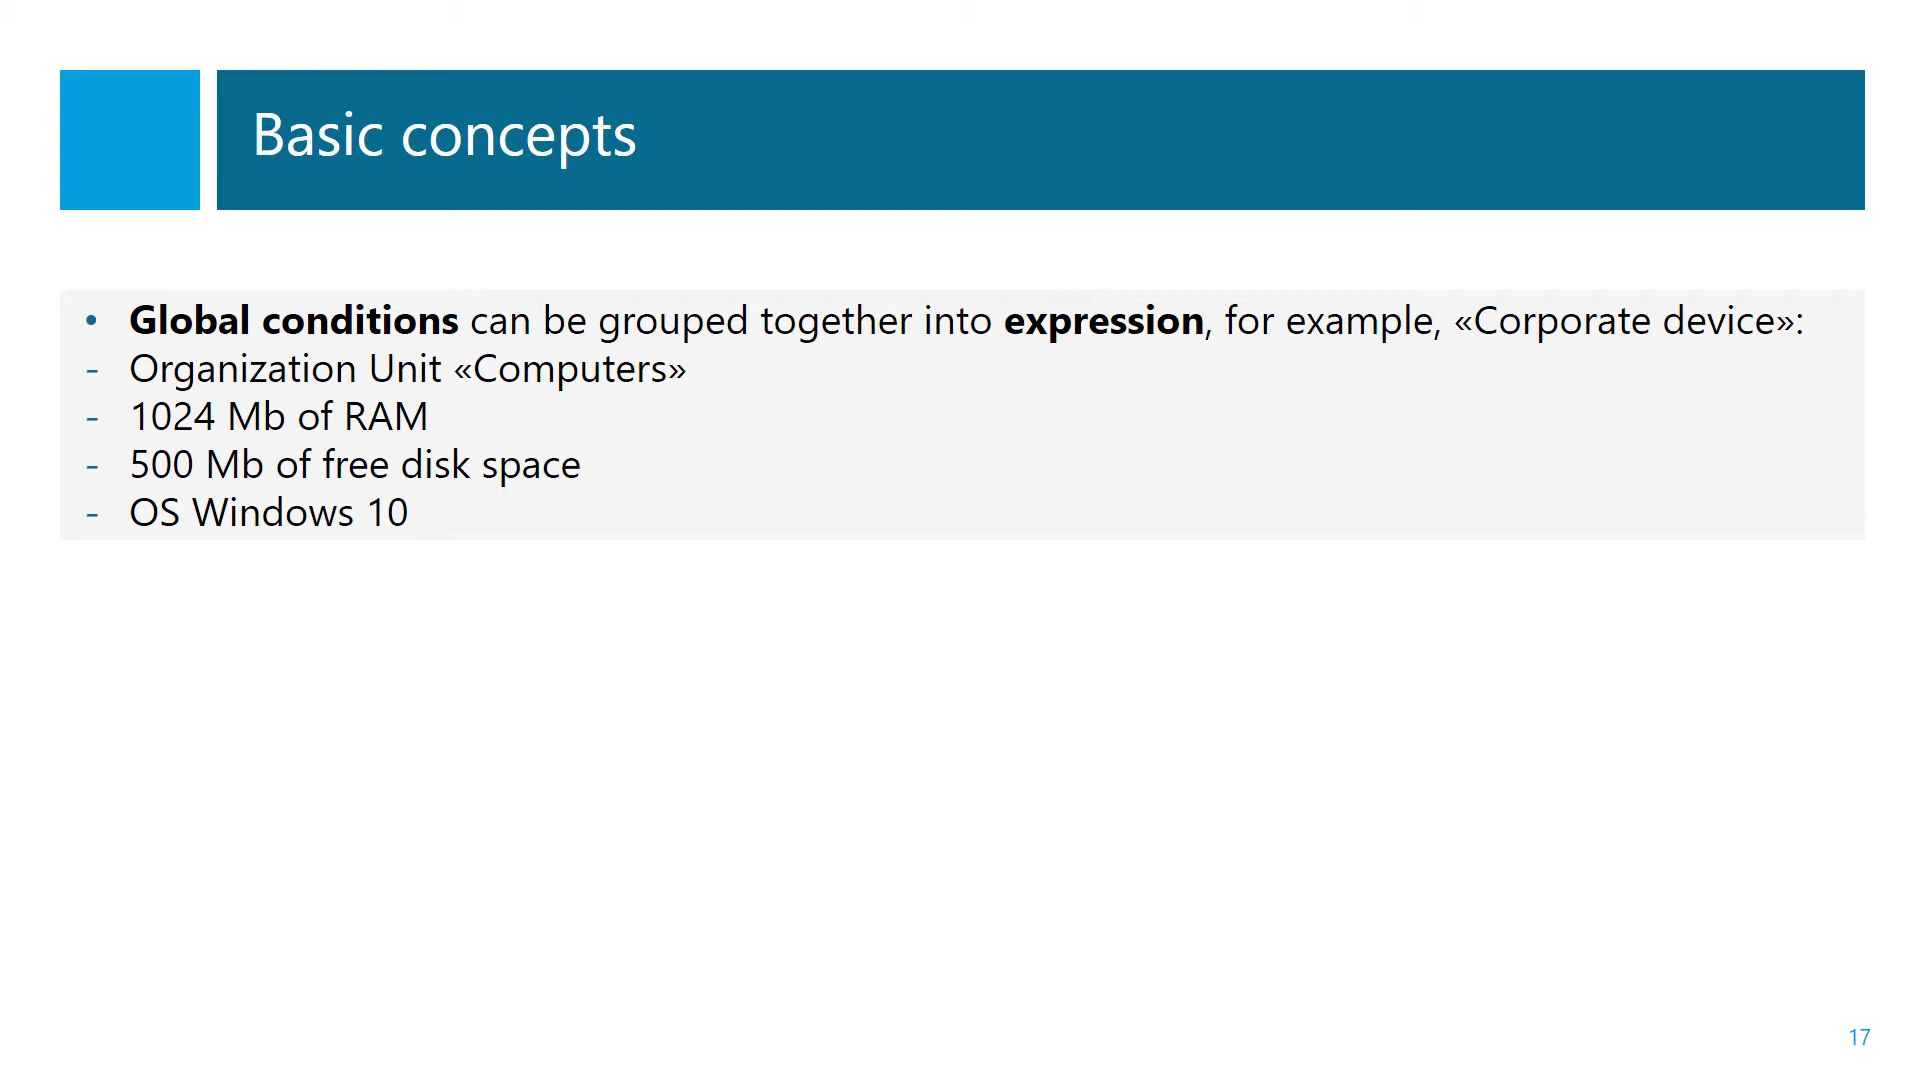 Basic concepts
• Global conditions can be grouped together into expression, for example, «Corporate device»:
- Organization Unit «Computers»
- 1024 Mb of RAM
- 500 Mb of free disk space
- OS Windows 10
17